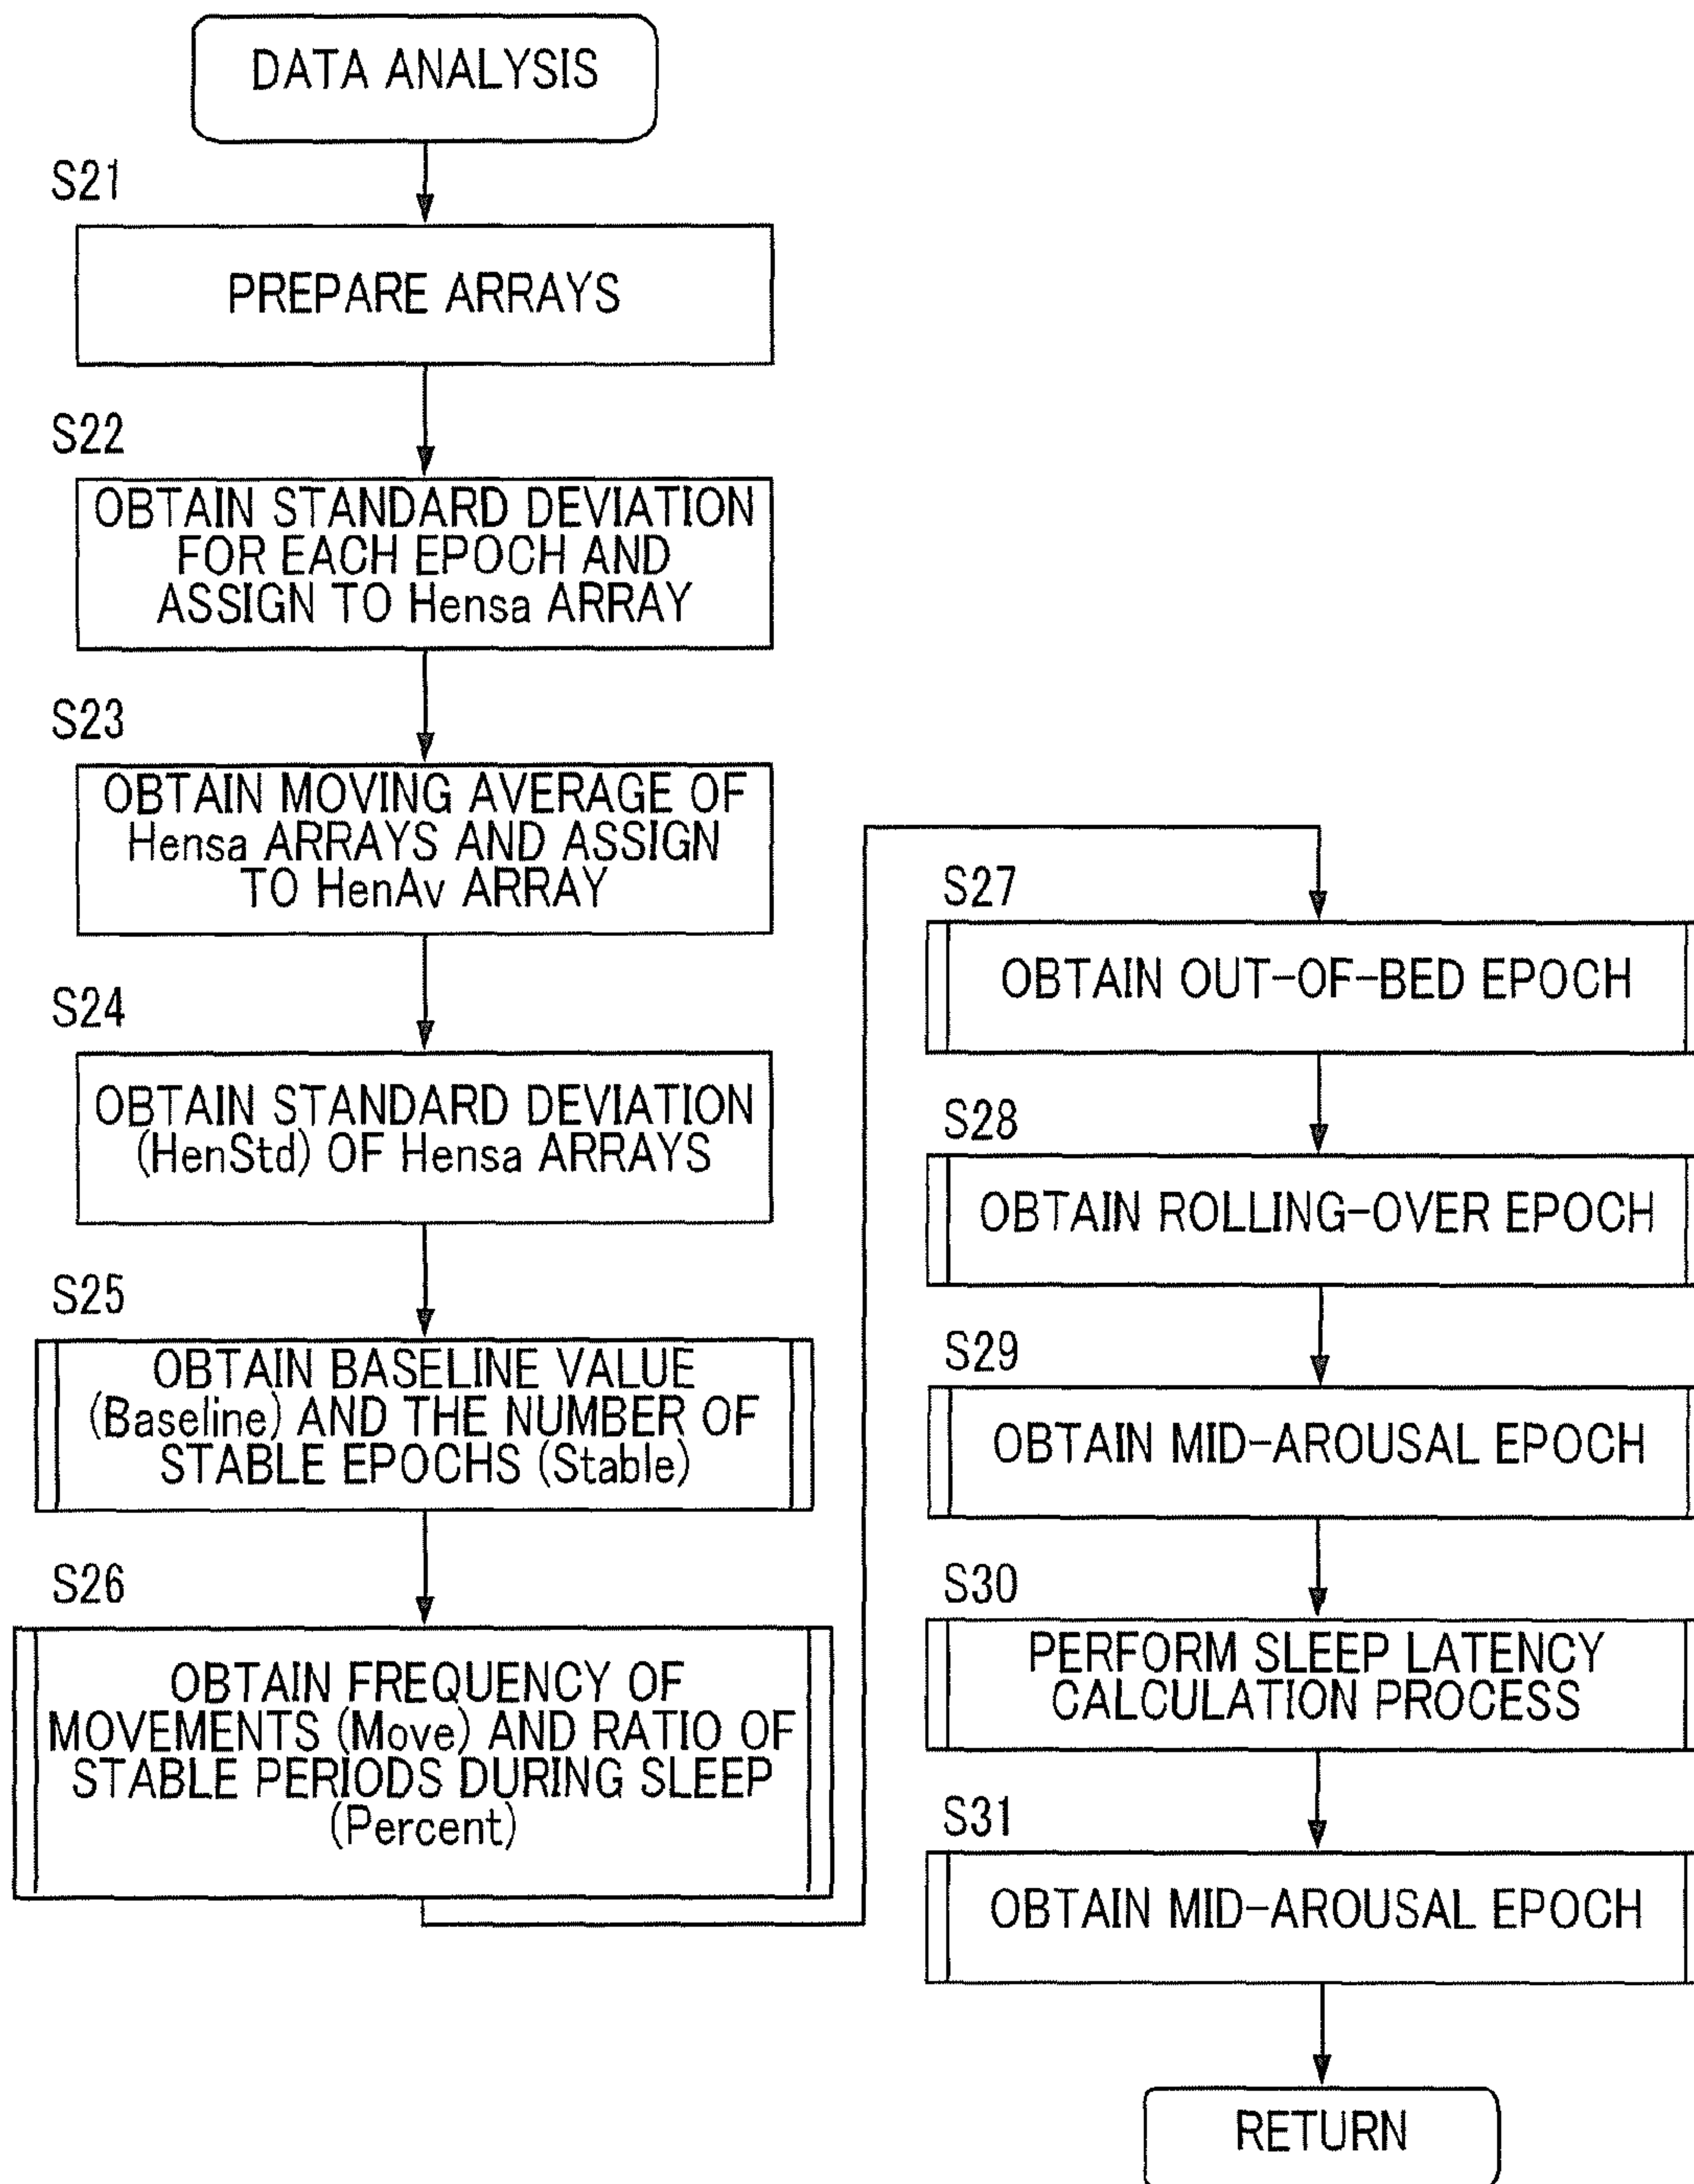 DATA ANALYSIS
S21
PREPARE ARRAYS
S22
OBTAIN STANDARD DEVIATION
FOR EACH EPOCH AND
ASSIGN TO Hensa ARRAY
S23
OBTAIN MOVING AVERAGE OF
Hensa ARRAYS AND ASSIGN
TO HenAv ARRAY
S24
OBTAIN STANDARD DEVIATION
(HenStd) OF Hensa ARRAYS
S25
OBTAIN BASELINE VALUE
(Baseline) AND THE NUMBER OF
STABLE EPOCHS (Stable)
S26
OBTAIN FREQUENCY OF
MOVEMENTS (Move) AND RATIO OF
STABLE PERIODS DURING SLEEP
(Percent)
S27
OBTAIN OUT-OF-BED EPOCH
S28
OBTAIN ROLLING-OVER EPOCH
S29
OBTAIN MID-AROUSAL EPOCH
S30
PERFORM SLEEP LATENCY
CALCULATION PROCESS
S31
OBTAIN MID-AROUSAL EPOCH
RETURN